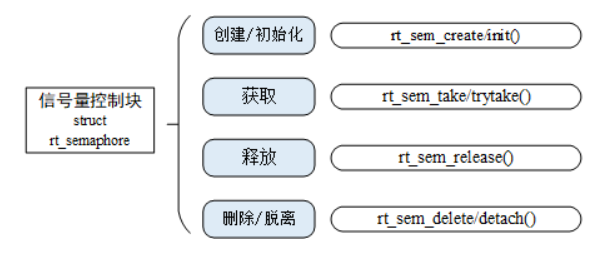 信号量控制块
struct
rt_semaphore
创建/初始化
rt_sem_create/init()
获取
rt_sem_take/trytake()
释放
rt_sem_release()
删除/脱离
rt_sem_delete/detach()